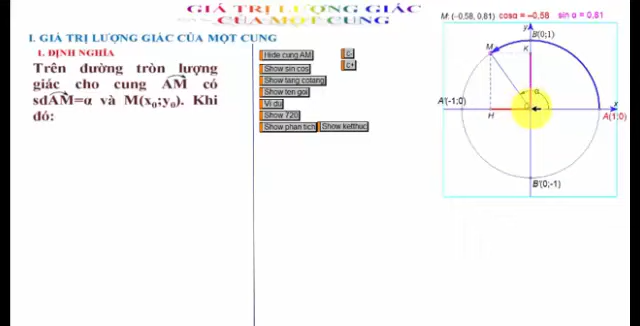 GIÁ TRỊ LƯỢNG GIÁC
CỦA MỘT CUNG
I. GIÁ TRỊ LƯỢNG GIÁC CỦA MỘT CUNG
1. ĐỊNH NGHĨA
Trên đường tròn lượng
giác cho cung AM có
sđAM=α và M(x₀;y₀). Khi
đó:
Hide cung AM
c-
c+
Show sin cos
Show tang cotang
Show ten goi
Vi du
Show 720
Show phan tich
Show ketthuc
M: (-0,58, 0,81) cosα = -0,58 sin α = 0,81
y
B(0;1)
M
K
α
A'(-1;0)
H
O
x
A(1;0)
B'(0;-1)